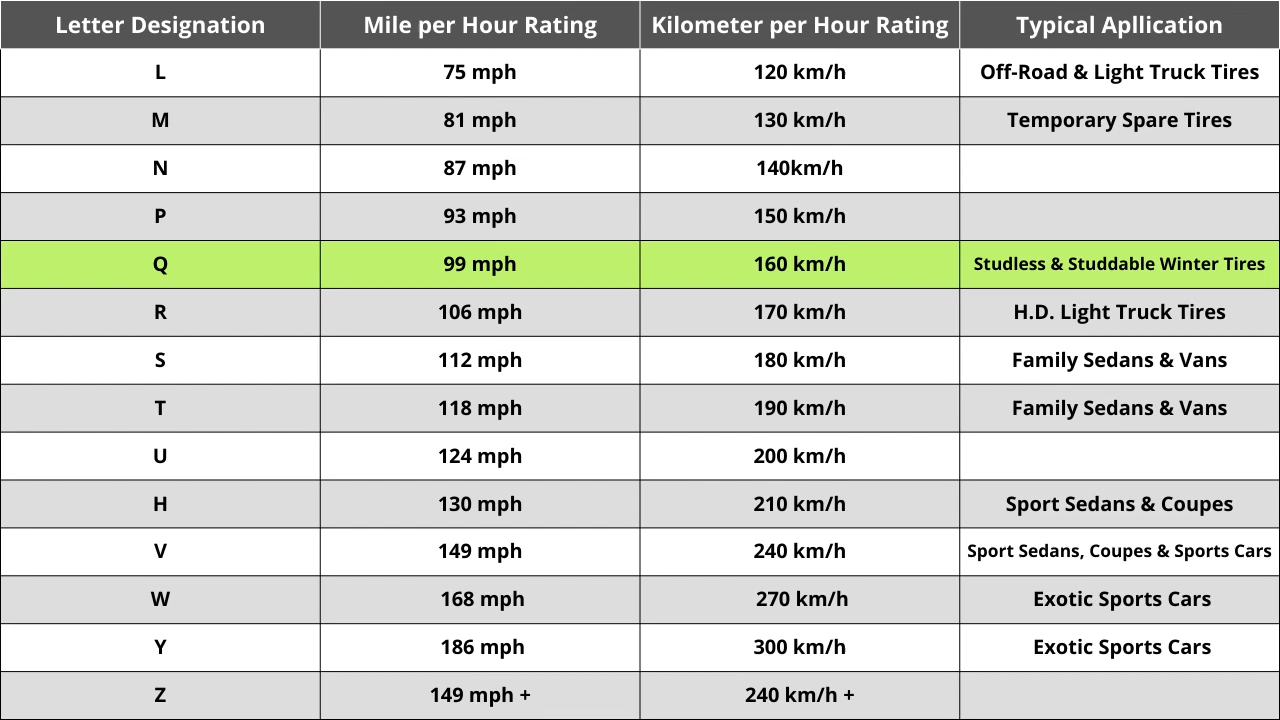 Letter Designation Mile per Hour Rating Kilometer per Hour Rating Typical Apllication
L 75 mph 120 km/h Off-Road & Light Truck Tires
M 81 mph 130 km/h Temporary Spare Tires
N 87 mph 140km/h
P 93 mph 150 km/h
Q 99 mph 160 km/h Studless & Studdable Winter Tires
R 106 mph 170 km/h H.D. Light Truck Tires
S 112 mph 180 km/h Family Sedans & Vans
T 118 mph 190 km/h Family Sedans & Vans
U 124 mph 200 km/h
H 130 mph 210 km/h Sport Sedans & Coupes
V 149 mph 240 km/h Sport Sedans, Coupes & Sports Cars
W 168 mph 270 km/h Exotic Sports Cars
Y 186 mph 300 km/h Exotic Sports Cars
Z 149 mph + 240 km/h +